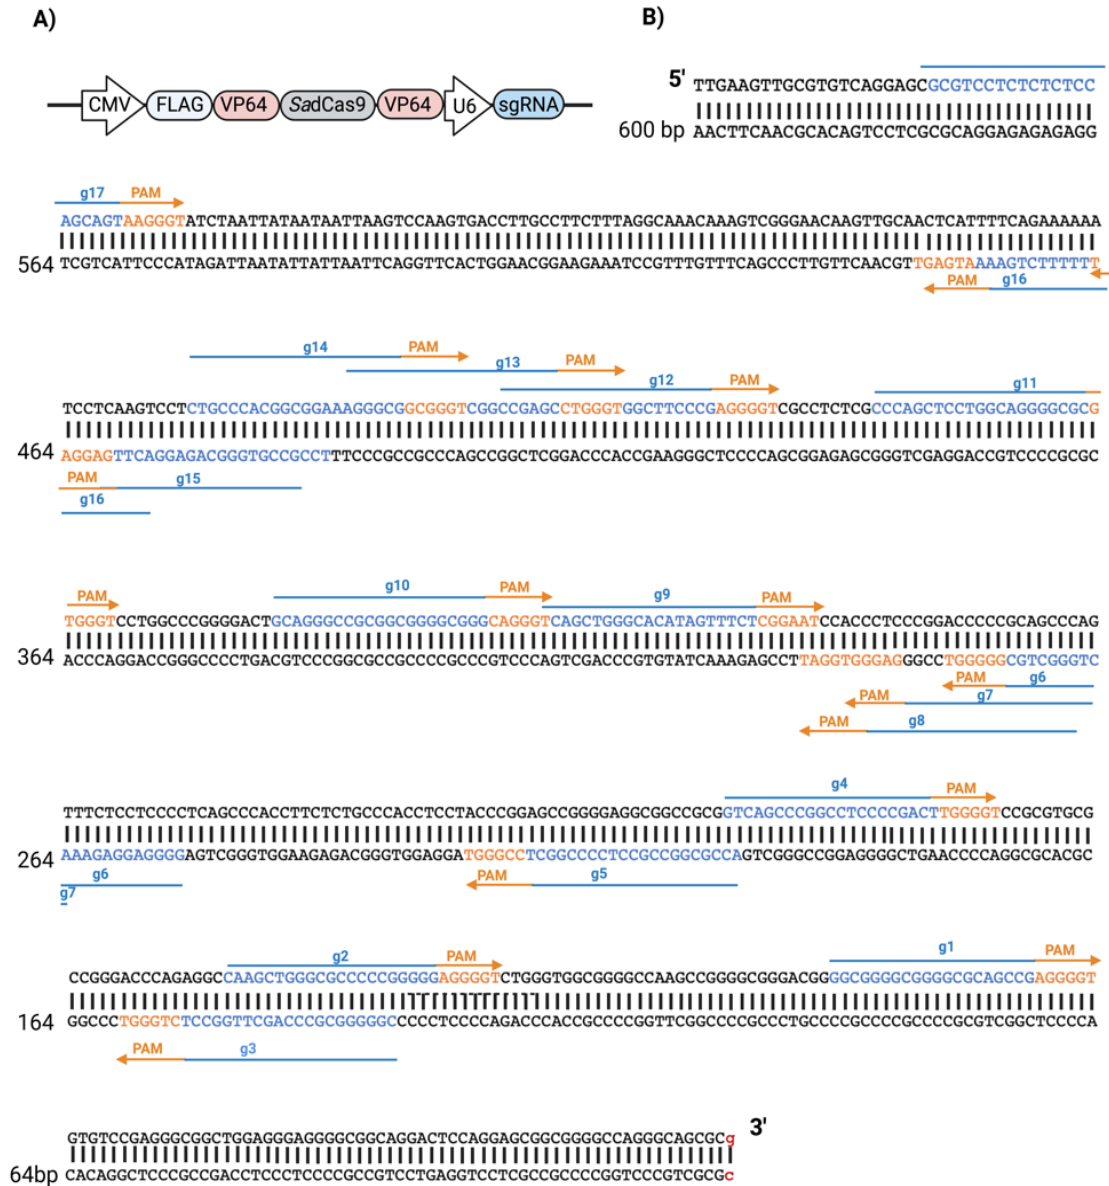 A)
B)
CMV FLAG VP64 SadCas9 VP64 U6 sgRNA
5' TTGAAGTTGCGTGTCAGGAGCGCGTCCTCTCTCTCC
600 bp AACTTCAACGCACAGTCCTCGCGCAGGAGAGAGAGG
g17 PAM
AGCAGTAAGGGTATCTAATTATAATAATTAAGTCCAAGTGACCTTGCCTTCTTTAGGCAAACAAAGTCGGGAACAAGTTGCAACTCATTTTCAGAAAAAA
564 TCGTCATTCCCATAGATTAATATTATTAATTCAGGTTCACTGGAACGGAAGAAATCCGTTTGTTTCAGCCCTTGTTCAACGTTGAGTAAAAGTCTTTTTT
PAM g16
g14 PAM g13 PAM g12 PAM g11
TCCTCAAGTCCTCTGCCCACGGCGGAAAGGGCGGCGGGTCGGCCGAGCCTGGGTGGCTTCCCGAGGGGTCGCCTCTCGCCCAGCTCCTGGCAGGGGCGCG
464 AGGAGTTCAGGAGACGGGTGCCGCCTTTCCCGCCGCCCAGCCGGCTCGGACCCACCGAAGGGCTCCCCAGCGGAGAGCGGGTCGAGGACCGTCCCCGCGC
PAM g15
g16
PAM g10 PAM g9 PAM
TGGGTCCTGGCCCGGGGACTGCAGGGCCGCGGCGGGGCGGGCAGGGTCAGCTGGGCACATAGTTTCTCGGAATCCACCCTCCCGGACCCCCGCAGCCCAG
364 ACCCAGGACCGGGCCCCTGACGTCCCGGCGCCGCCCCGCCCGTCCCAGTCGACCCGTGTATCAAAGAGCCTTAGGTGGGAGGGCCTGGGGGCGTCGGGTC
PAM g6
PAM g7
PAM g8
g4 PAM
TTTCTCCTCCCCTCAGCCCACCTTCTCTGCCCACCTCCTACCCGGAGCCGGGGAGGCGGCCGCGGTCAGCCCGGCCTCCCCGACTTGGGGTCCGCGTGCG
264 AAAGAGGAGGGGAGTCGGGTGGAAGAGACGGGTGGAGGATGGGCCTCGGCCCCTCCGCCGGCGCCAGTCGGGCCGGAGGGGCTGAACCCCAGGCGCACGC
g6 PAM g5
g7
g2 PAM g1 PAM
CCGGGACCCAGAGGCCAAGCTGGGCGCCCCCGGGGGAGGGGTCTGGGTGGCGGGGCCAAGCCGGGGCGGGACGGGGCGGGGCGGGGCGCAGCCGAGGGGT
164 GGCCCTGGGTCTCCGGTTCGACCCGCGGGGGCCCCCTCCCCAGACCCACCGCCCCGGTTCGGCCCCGCCCTGCCCCGCCCCGCCCCGCGTCGGCTCCCCA
PAM g3
GTGTCCGAGGGCGGCTGGAGGGAGGGGCGGCAGGACTCCAGGAGCGGCGGGGCCAGGGCAGCGCg 3'
64bp CACAGGCTCCCGCCGACCTCCCTCCCCGCCGTCCTGAGGTCCTCGCCGCCCCGGTCCCGTCGCGc